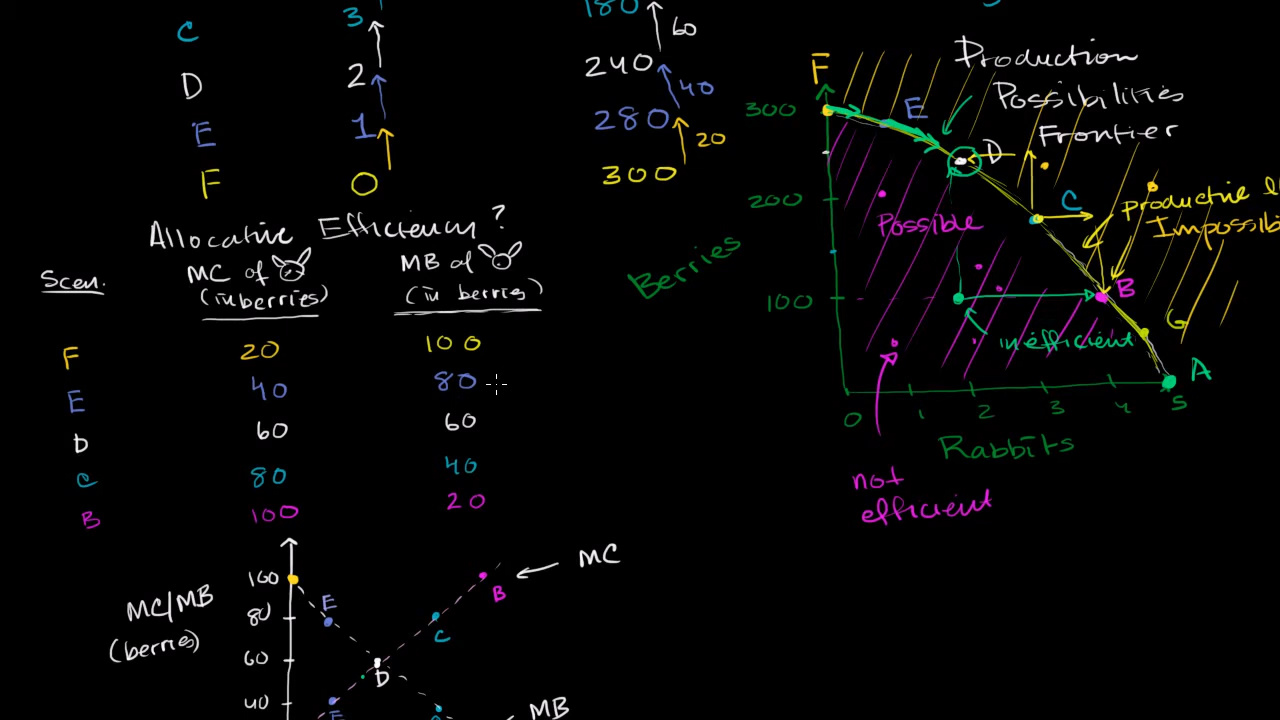 C 3 180
60
D 2 240
40
E 1 280
20
F 0 300
Allocative Efficiency?
Scen. MC of MB of
(in berries) (in berries)
F 20 100
E 40 80
D 60 60
C 80 40
B 100 20
MC/MB
(berries)
100
80
60
40
E
D
C
B
E
MC
MB
F
Production
Possibilities
Frontier
300
200
100
Berries
E
D
C
B
G
A
Possible
Productive
Impossib
inefficient
0 1 2 3 4 5
Rabbits
not
efficient